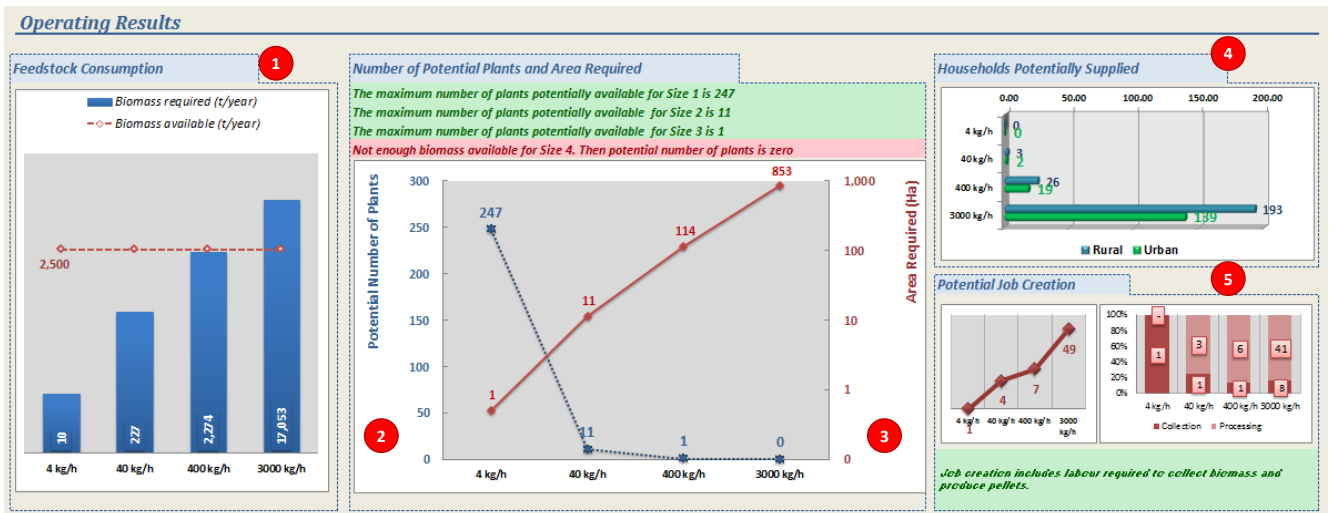 Operating Results
1
Feedstock Consumption
Biomass required (t/year)
Biomass available (t/year)
2,500
10
227
2,274
17,053
4 kg/h
40 kg/h
400 kg/h
3000 kg/h
Number of Potential Plants and Area Required
The maximum number of plants potentially available for Size 1 is 247
The maximum number of plants potentially available for Size 2 is 11
The maximum number of plants potentially available for Size 3 is 1
Not enough biomass available for Size 4. Then potential number of plants is zero
Potential Number of Plants
300
250
200
150
100
50
0
247
11
1
0
1
11
114
853
1,000
100
10
1
0
Area Required (Ha)
2
3
4 kg/h
40 kg/h
400 kg/h
3000 kg/h
4
Households Potentially Supplied
0.00
50.00
100.00
150.00
200.00
4 kg/h
0
0
40 kg/h
3
2
400 kg/h
26
19
3000 kg/h
193
139
Rural
Urban
5
Potential Job Creation
1
4
7
49
4 kg/h
40 kg/h
400 kg/h
3000
kg/h
100%
80%
60%
40%
20%
0%
-
3
6
41
1
1
1
8
4 kg/h
40 kg/h
400 kg/h
3000 kg/h
Collection
Processing
Job creation includes labour required to collect biomass and
produce pellets.